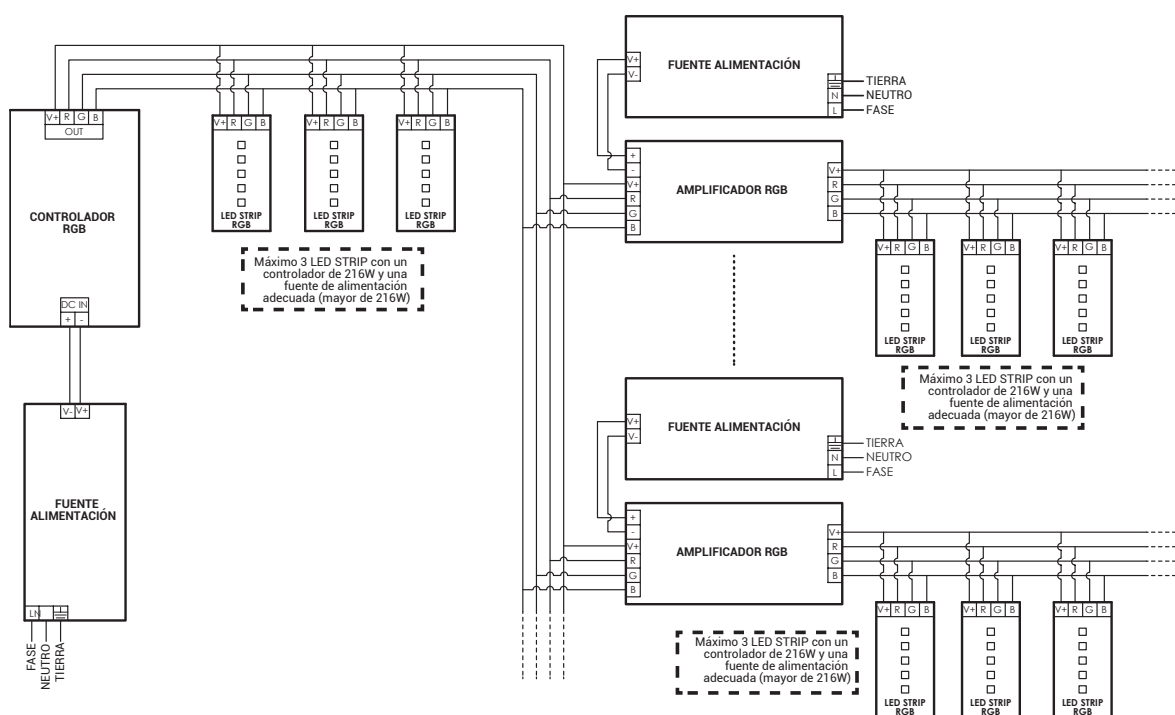 V+ R G B
OUT
CONTROLADOR
RGB
DC IN
+ -
V- V+
FUENTE
ALIMENTACIÓN
LN
FASE
NEUTRO
TIERRA
V+ R G B
LED STRIP
RGB
V+ R G B
LED STRIP
RGB
V+ R G B
LED STRIP
RGB
Máximo 3 LED STRIP con un
controlador de 216W y una
fuente de alimentación
adecuada (mayor de 216W)
V+
V-
FUENTE ALIMENTACIÓN
TIERRA
N NEUTRO
L FASE
+
-
V+
R
G
B
AMPLIFICADOR RGB
V+
R
G
B
V+ R G B
LED STRIP
RGB
V+ R G B
LED STRIP
RGB
V+ R G B
LED STRIP
RGB
Máximo 3 LED STRIP con un
controlador de 216W y una
fuente de alimentación
adecuada (mayor de 216W)
V+
V-
FUENTE ALIMENTACIÓN
TIERRA
N NEUTRO
L FASE
+
-
V+
R
G
B
AMPLIFICADOR RGB
V+
R
G
B
V+ R G B
LED STRIP
RGB
V+ R G B
LED STRIP
RGB
V+ R G B
LED STRIP
RGB
Máximo 3 LED STRIP con un
controlador de 216W y una
fuente de alimentación
adecuada (mayor de 216W)